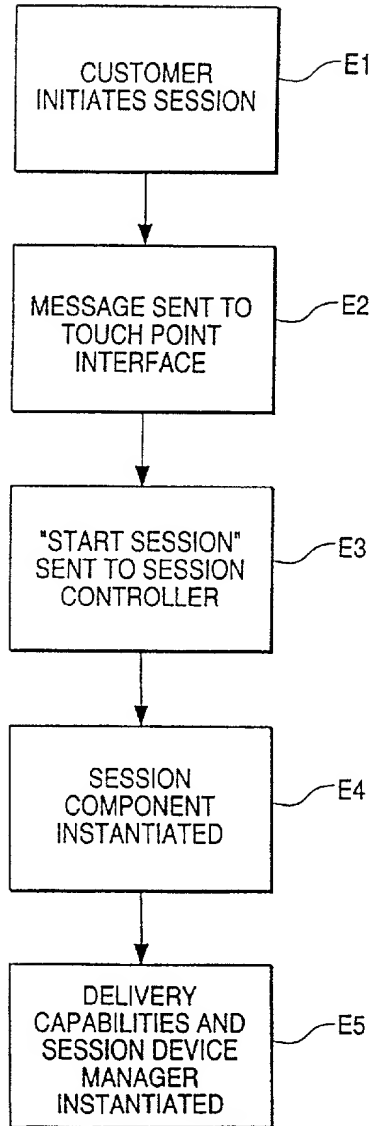 CUSTOMER
INITIATES SESSION
E1
MESSAGE SENT TO
TOUCH POINT
INTERFACE
E2
"START SESSION"
SENT TO SESSION
CONTROLLER
E3
SESSION
COMPONENT
INSTANTIATED
E4
DELIVERY
CAPABILITIES AND
SESSION DEVICE
MANAGER
INSTANTIATED
E5